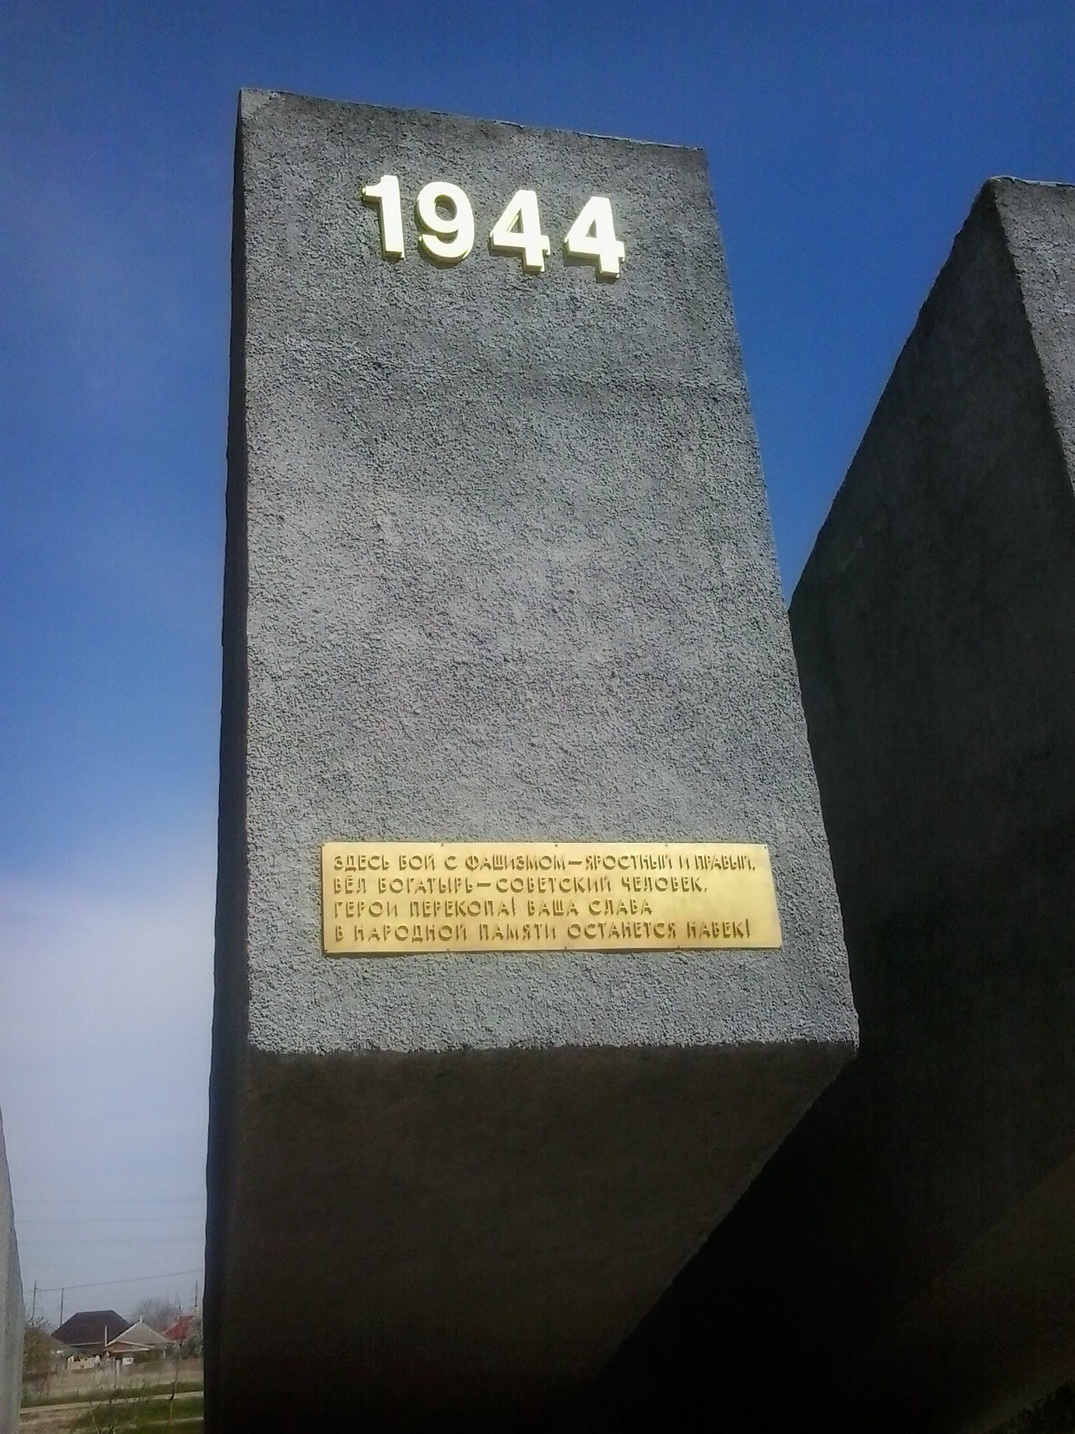 1944
ЗДЕСЬ БОЙ С ФАШИЗМОМ—ЯРОСТНЫЙ И ПРАВЫЙ,
ВЁЛ БОГАТЫРЬ—СОВЕТСКИЙ ЧЕЛОВЕК,
ГЕРОИ ПЕРЕКОПА! ВАША СЛАВА
В НАРОДНОЙ ПАМЯТИ ОСТАНЕТСЯ НАВЕК!